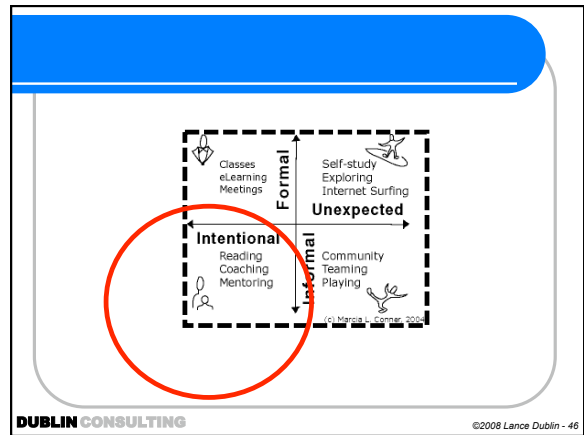 Formal
Classes
eLearning
Meetings
Self-study
Exploring
Internet Surfing
Unexpected
Intentional
Reading
Coaching
Mentoring
Informal
Community
Teaming
Playing
(c) Marcia L. Conner, 2004
DUBLIN CONSULTING
©2008 Lance Dublin - 46